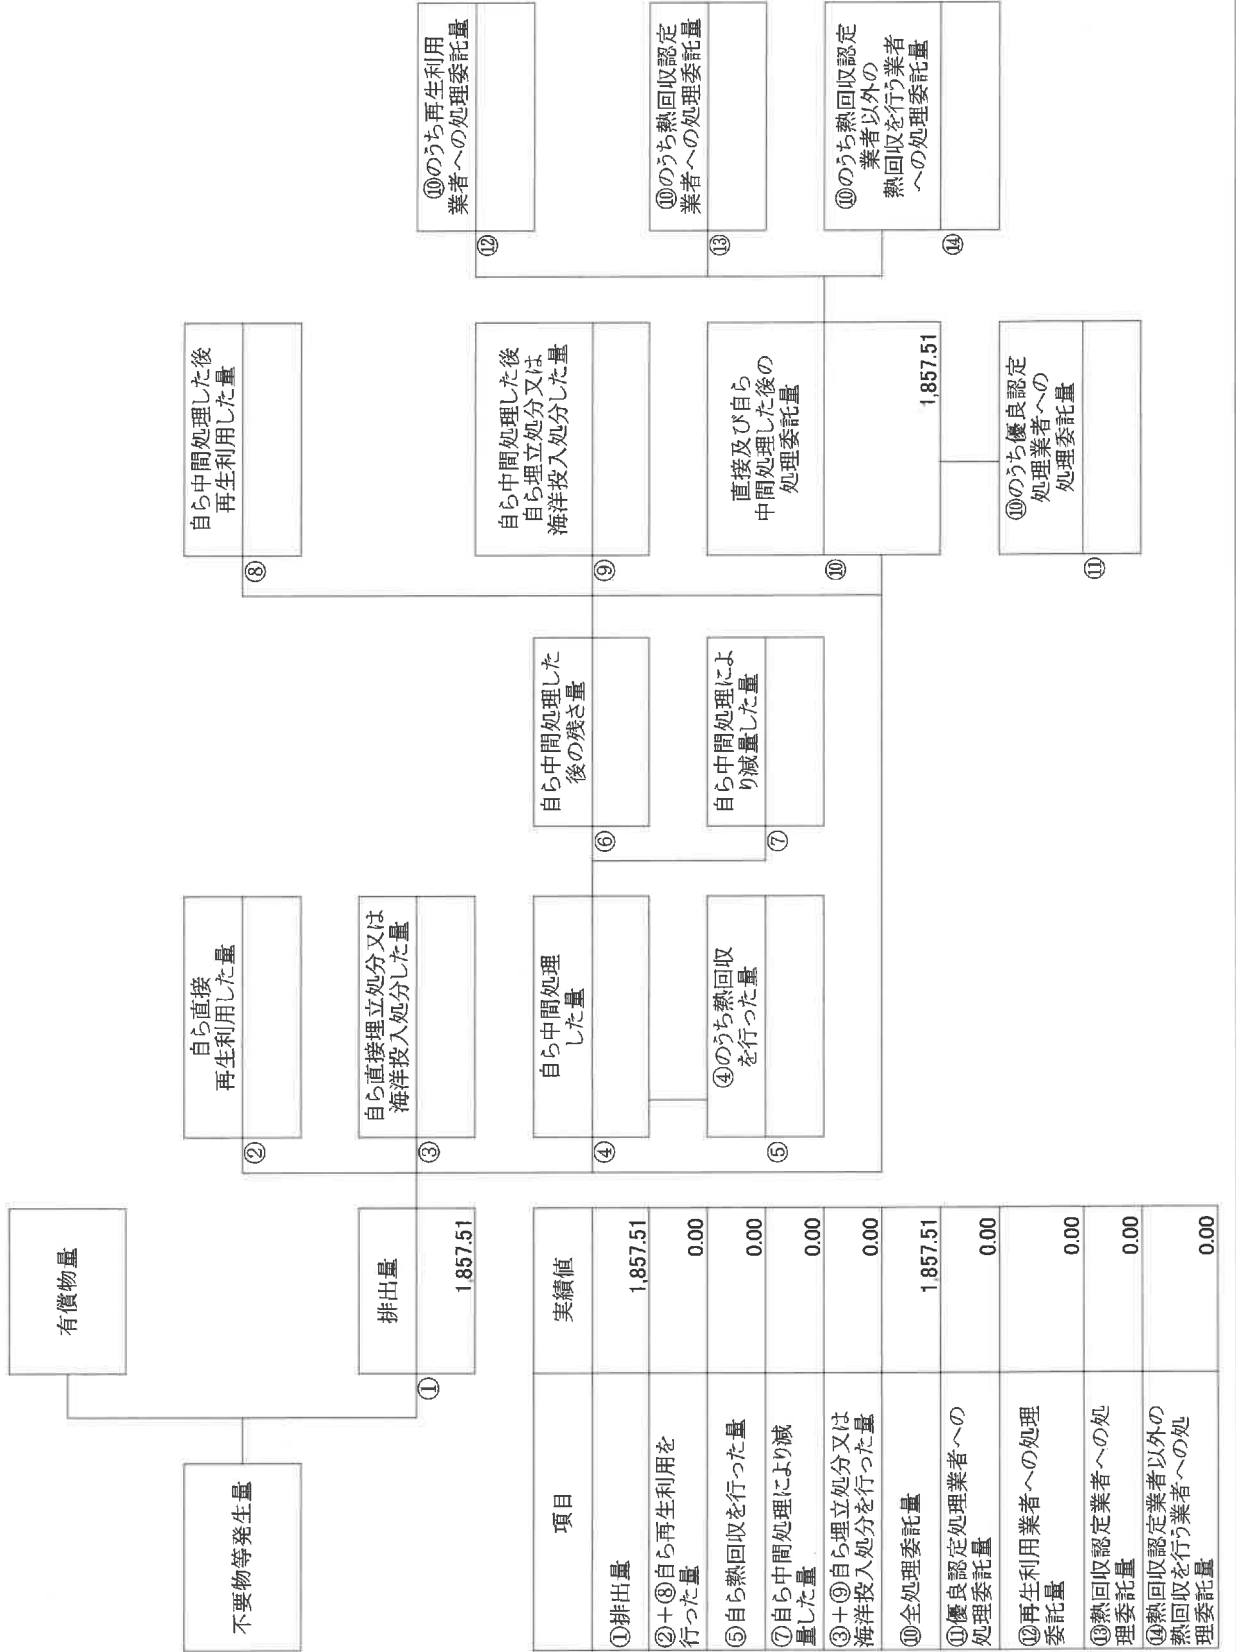 有償物量
不要物等発生量
排出量
①
1,857.51
自ら直接
再生利用した量
②
自ら直接埋立処分又は
海洋投入処分した量
③
自ら中間処理
した量
④
④のうち熱回収
を行った量
⑤
自ら中間処理した
後の残さ量
⑥
自ら中間処理によ
り減量した量
⑦
自ら中間処理した後
再生利用した量
⑧
自ら中間処理した後
自ら埋立処分又は
海洋投入処分した量
⑨
直接及び自ら
中間処理した後の
処理委託量
⑩
1,857.51
⑩のうち優良認定
処理業者への
処理委託量
⑪
⑩のうち再生利用
業者への処理委託量
⑫
⑩のうち熱回収認定
業者への処理委託量
⑬
⑩のうち熱回収認定
業者以外の
熱回収を行う業者
への処理委託量
⑭
項目 実績値
①排出量 1,857.51
②+⑧自ら再生利用を
行った量 0.00
⑤自ら熱回収を行った量 0.00
⑦自ら中間処理により減
量した量 0.00
③+⑨自ら埋立処分又は
海洋投入処分を行った量 0.00
⑩全処理委託量 1,857.51
⑪優良認定処理業者への
処理委託量 0.00
⑫再生利用業者への処理
委託量 0.00
⑬熱回収認定業者への処
理委託量 0.00
⑭熱回収認定業者以外の
熱回収を行う業者への処
理委託量 0.00